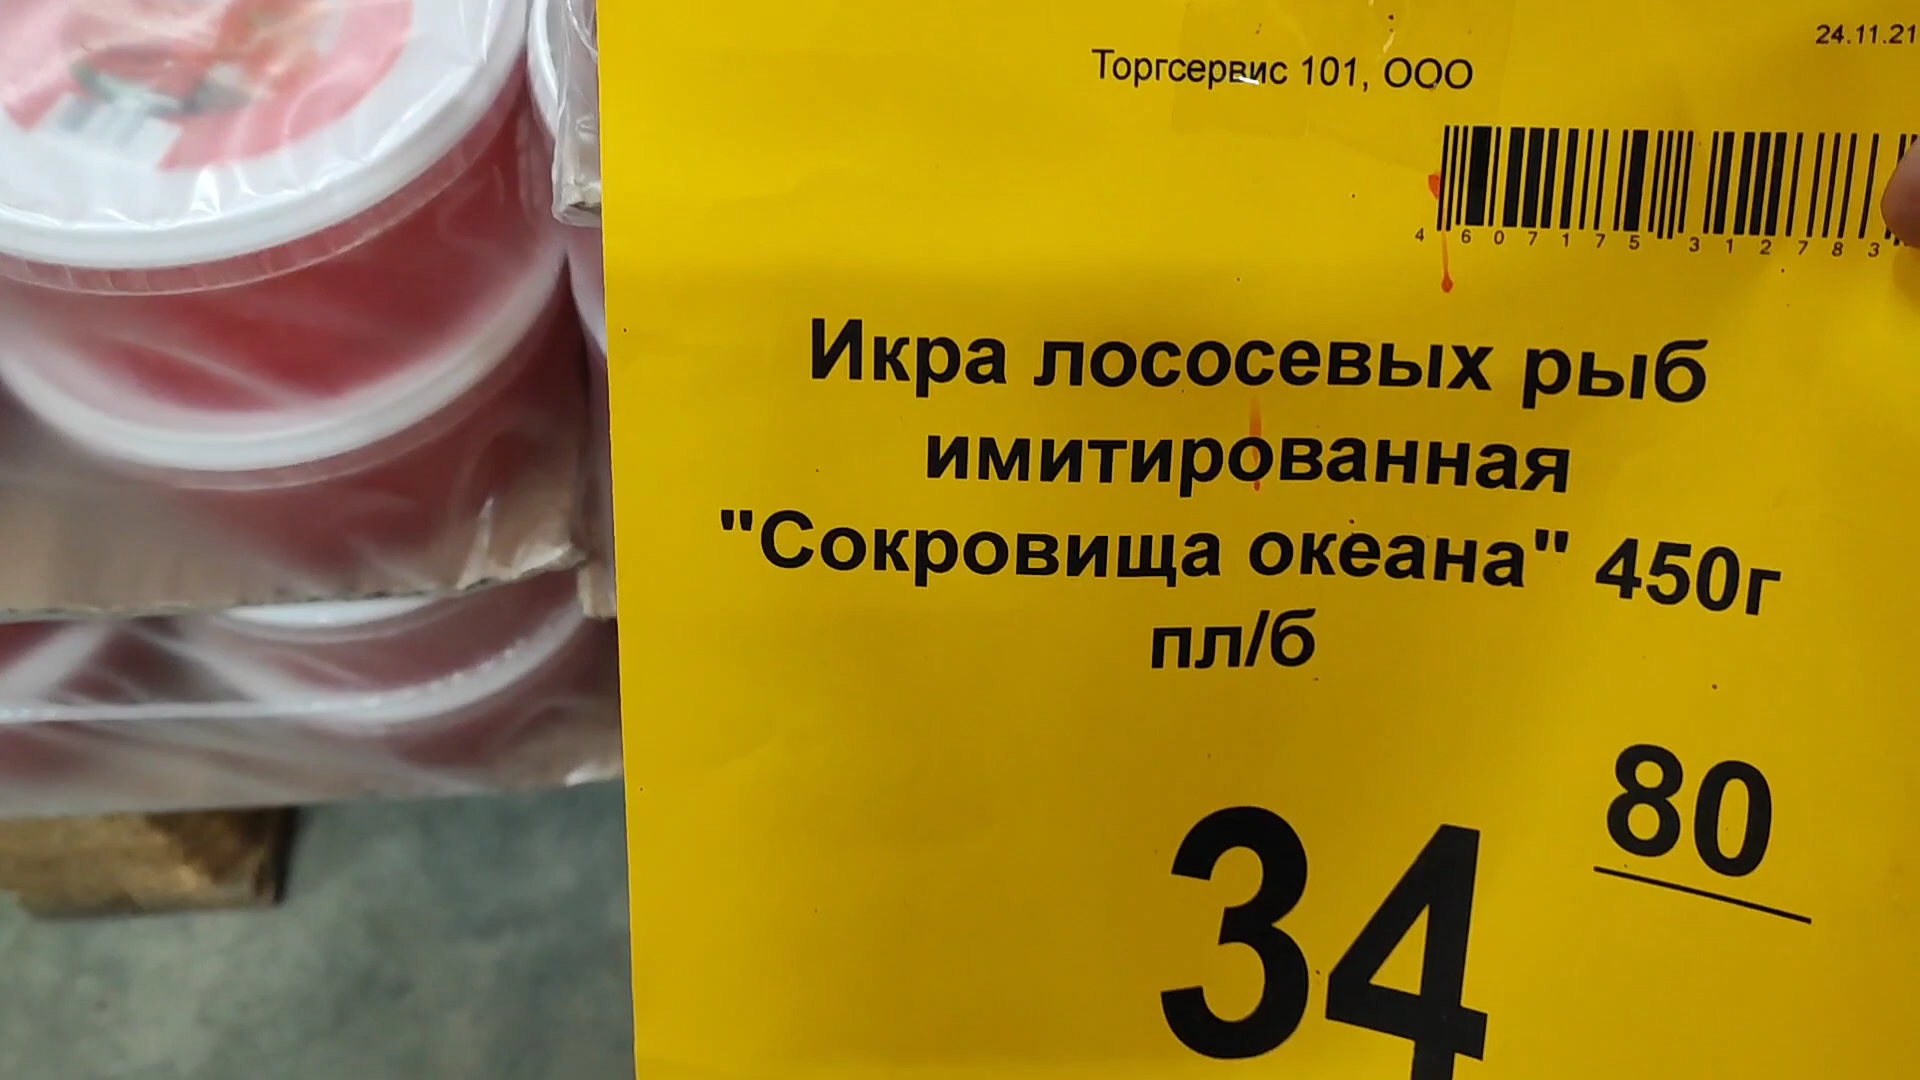 24.11.21
Торгсервис 101, ООО
4 607175 312783
Икра лососевых рыб
имитированная
"Сокровища океана" 450г
пл/б
34 80